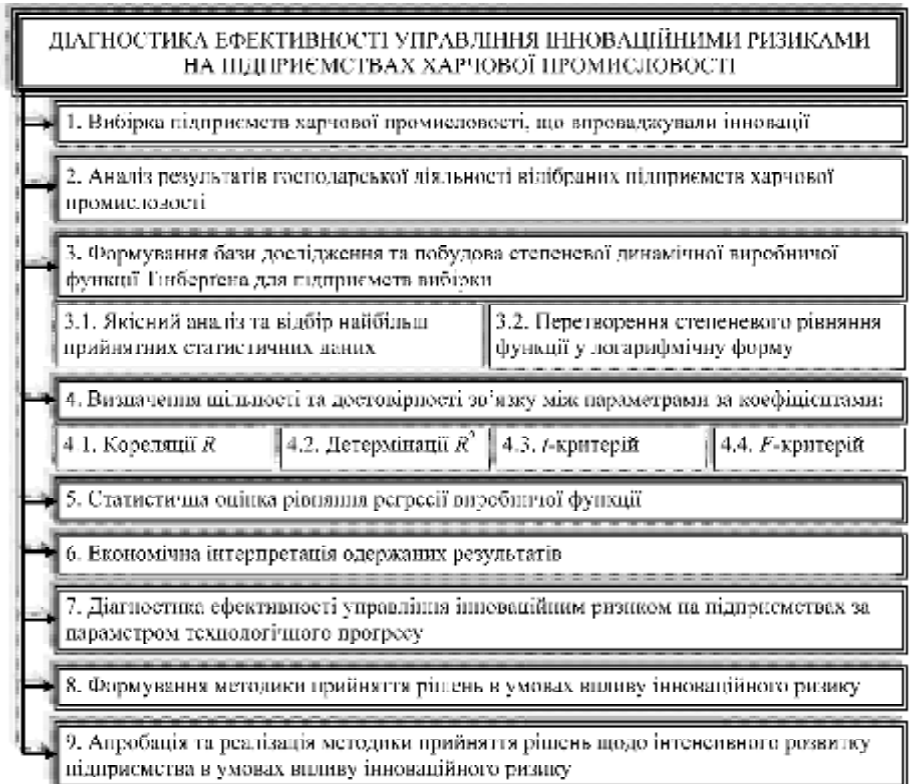 ДІАГНОСТИКА ЕФЕКТИВНОСТІ УПРАВЛІННЯ ІННОВАЦІЙНИМИ РИЗИКАМИ
НА ПІДПРИЄМСТВАХ ХАРЧОВОЇ ПРОМИСЛОВОСТІ
1. Вибірка підприємств харчової промисловості, що впроваджували інновації
2. Аналіз результатів господарської діяльності відібраних підприємств харчової
промисловості
3. Формування бази дослідження та побудова степеневої динамічної виробничої
функції Тінбергена для підприємств вибірки
3.1. Якісний аналіз та відбір найбільш
прийнятних статистичних даних
3.2. Перетворення степеневого рівняння
функції у логарифмічну форму
4. Визначення щільності та достовірності зв’язку між параметрами за коефіцієнтами:
4.1. Кореляції R
4.2. Детермінації R²
4.3. t-критерій
4.4. F-критерій
5. Статистична оцінка рівняння регресії виробничої функції
6. Економічна інтерпретація одержаних результатів
7. Діагностика ефективності управління інноваційним ризиком на підприємствах за
параметром технологічного прогресу
8. Формування методики прийняття рішень в умовах впливу інноваційного ризику
9. Апробація та реалізація методики прийняття рішень щодо інтенсивного розвитку
підприємства в умовах впливу інноваційного ризику